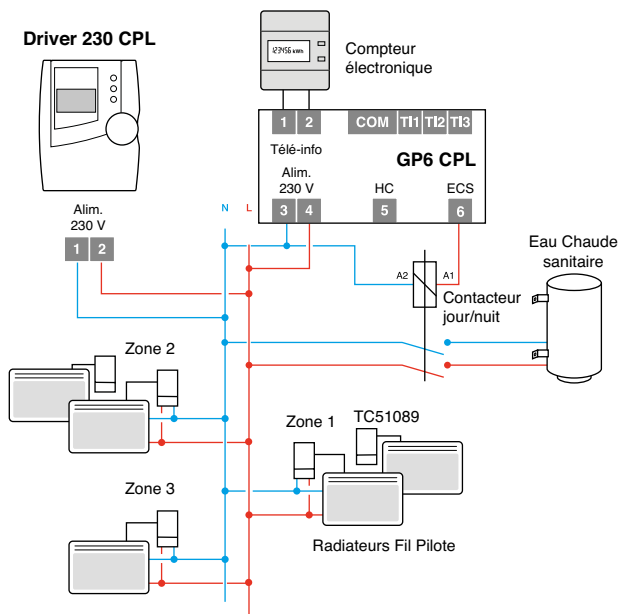 Driver 230 CPL
123456 kWh
Compteur
électronique
1 2 COM TI1 TI2 TI3
Télé-info
GP6 CPL
Alim.
230 V
HC
ECS
3 4 5 6
N L
Alim.
230 V
1 2
A2 A1
Eau Chaude
sanitaire
Contacteur
jour/nuit
Zone 2
Zone 1
TC51089
Zone 3
Radiateurs Fil Pilote